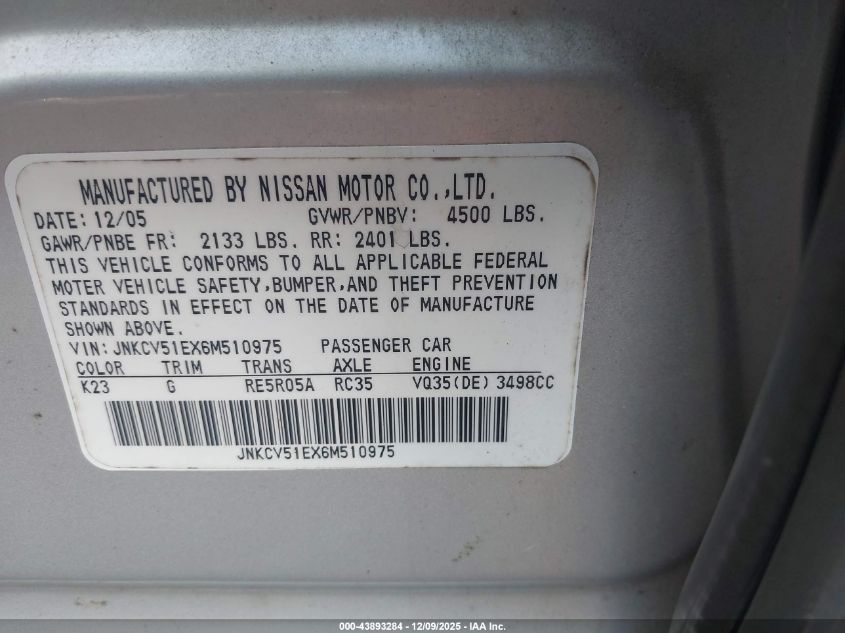 MANUFACTURED BY NISSAN MOTOR CO.,LTD.
DATE: 12/05 GVWR/PNBV: 4500 LBS.
GAWR/PNBE FR: 2133 LBS. RR: 2401 LBS.
THIS VEHICLE CONFORMS TO ALL APPLICABLE FEDERAL
MOTER VEHICLE SAFETY,BUMPER,AND THEFT PREVENTION
STANDARDS IN EFFECT ON THE DATE OF MANUFACTURE
SHOWN ABOVE.
VIN: JNKCV51EX6M510975 PASSENGER CAR
COLOR TRIM TRANS AXLE ENGINE
K23 G RE5R05A RC35 VQ35(DE) 3498CC
JNKCV51EX6M510975
000-43893284 - 12/09/2025 - IAA Inc.